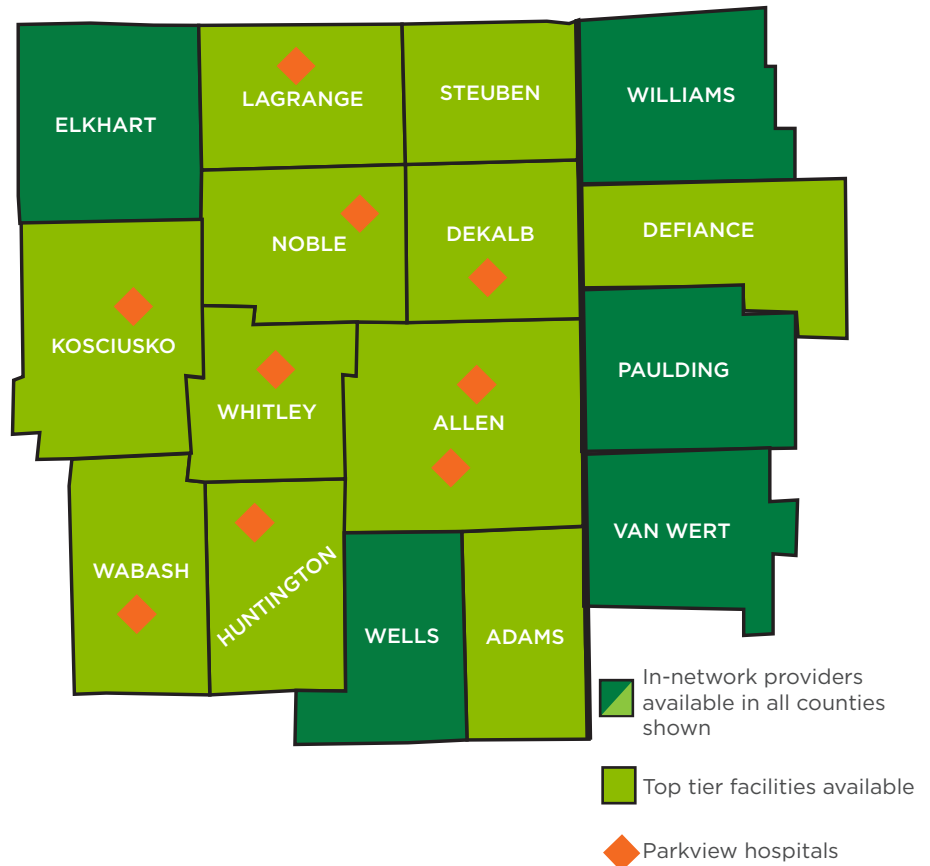 LAGRANGE
STEUBEN
WILLIAMS
ELKHART
NOBLE
DEKALB
DEFIANCE
KOSCIUSKO
WHITLEY
ALLEN
PAULDING
WABASH
HUNTINGTON
VAN WERT
WELLS
ADAMS
In-network providers
available in all counties
shown
Top tier facilities available
Parkview hospitals